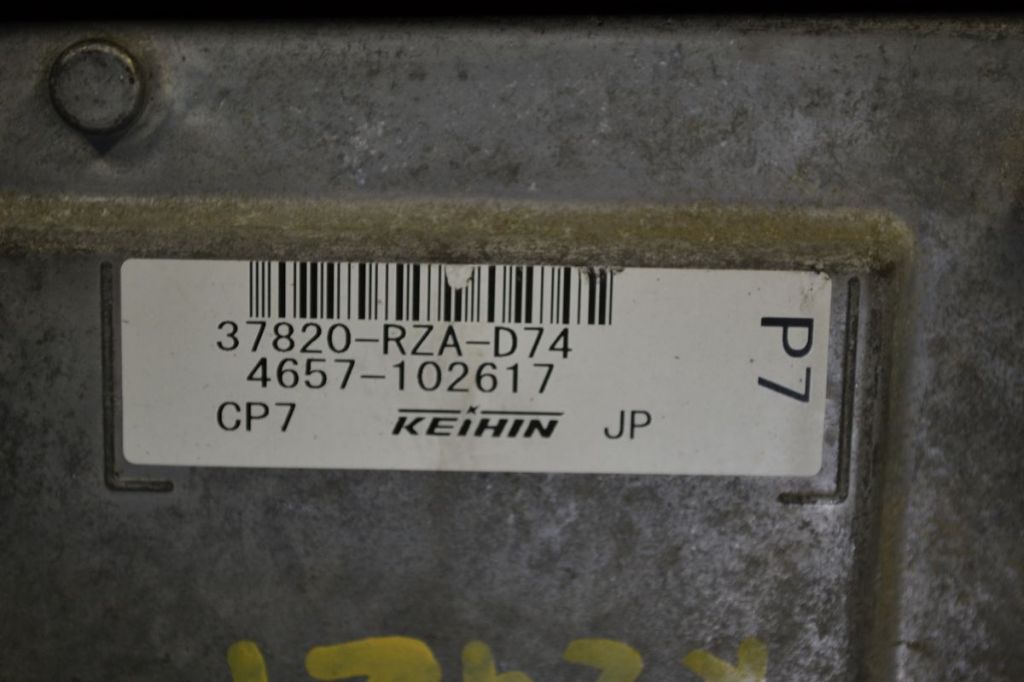 37820-RZA-D74
4657-102617
CP7 KEIHIN JP
P7